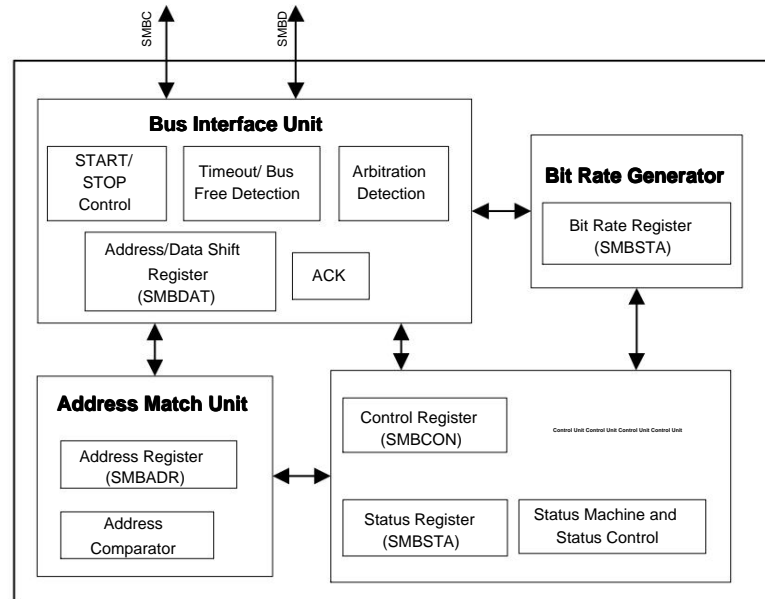 SMBC
SMBD
Bus Interface Unit
START/
STOP
Control
Timeout/ Bus
Free Detection
Arbitration
Detection
Address/Data Shift
Register
(SMBDAT)
ACK
Bit Rate Generator
Bit Rate Register
(SMBSTA)
Address Match Unit
Address Register
(SMBADR)
Address
Comparator
Control Register
(SMBCON)
Control Unit Control Unit Control Unit Control Unit
Status Register
(SMBSTA)
Status Machine and
Status Control